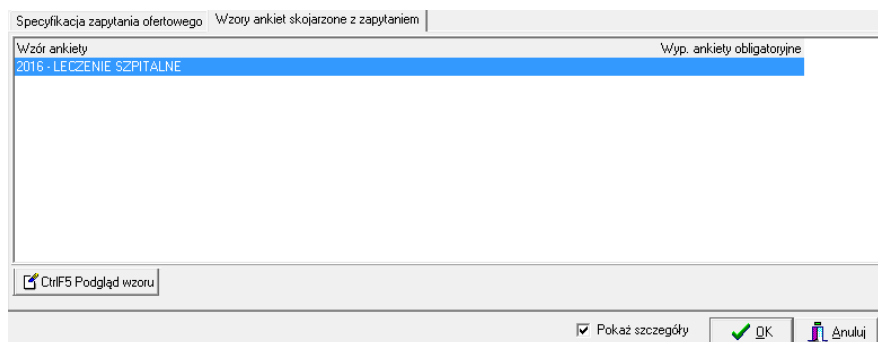 Specyfikacja zapytania ofertowego Wzory ankiet skojarzone z zapytaniem
Wzór ankiety Wyp. ankiety obligatoryjne
2016 - LECZENIE SZPITALNE
CtrlF5 Podgląd wzoru
Pokaż szczegóły OK Anuluj